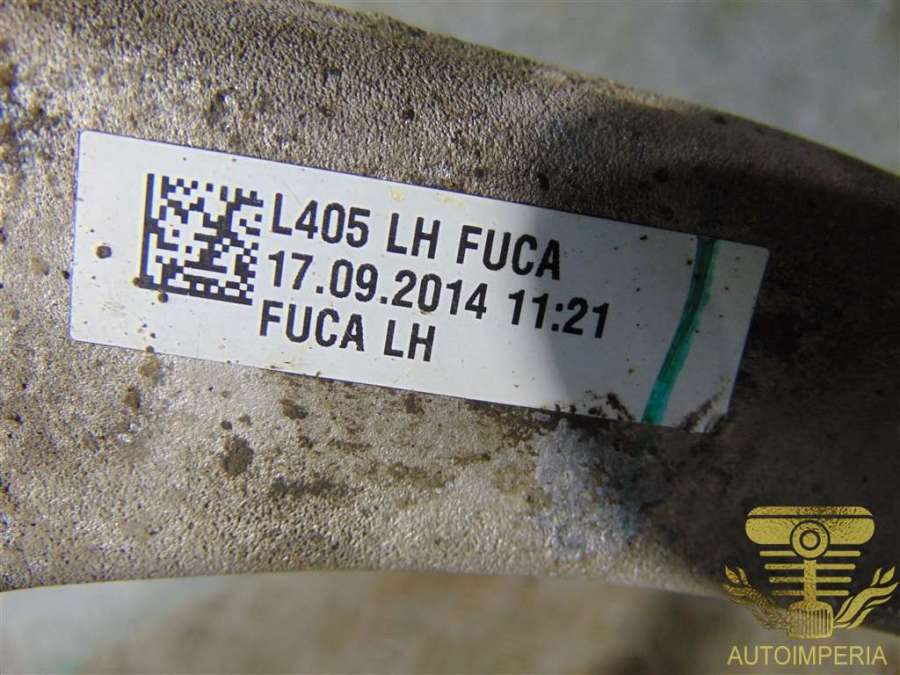 L405 LH FUCA
17.09.2014 11:21
FUCA LH
AUTOIMPERIA